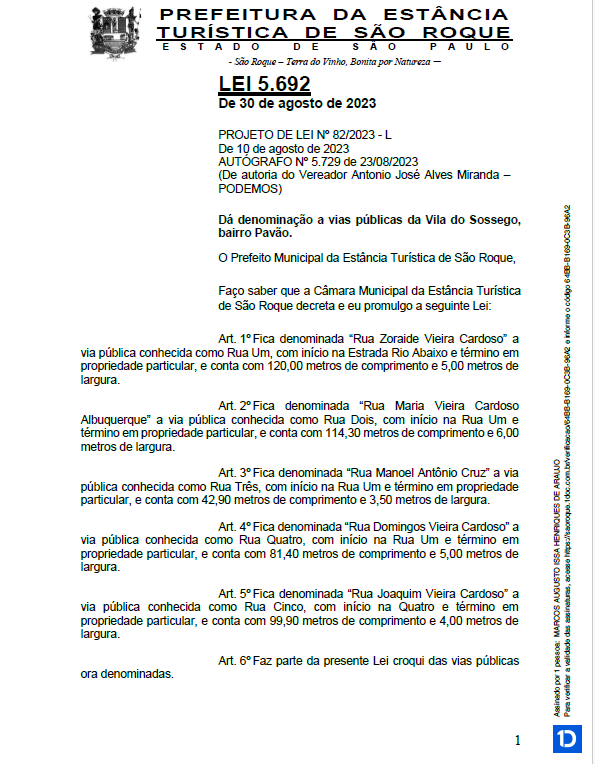 PREFEITURA DA ESTÂNCIA
TURÍSTICA DE SÃO ROQUE
ESTADO DE SÃO PAULO
- São Roque – Terra do Vinho, Bonita por Natureza –
LEI 5.692
De 30 de agosto de 2023
PROJETO DE LEI Nº 82/2023 - L
De 10 de agosto de 2023
AUTÓGRAFO Nº 5.729 de 23/08/2023
(De autoria do Vereador Antonio José Alves Miranda –
PODEMOS)
Dá denominação a vias públicas da Vila do Sossego,
bairro Pavão.
O Prefeito Municipal da Estância Turística de São Roque,
Faço saber que a Câmara Municipal da Estância Turística
de São Roque decreta e eu promulgo a seguinte Lei:
Art. 1º Fica denominada “Rua Zoraide Vieira Cardoso” a
via pública conhecida como Rua Um, com início na Estrada Rio Abaixo e término em
propriedade particular, e conta com 120,00 metros de comprimento e 5,00 metros de
largura.
Art. 2º Fica denominada “Rua Maria Vieira Cardoso
Albuquerque” a via pública conhecida como Rua Dois, com início na Rua Um e
término em propriedade particular, e conta com 114,30 metros de comprimento e 6,00
metros de largura.
Art. 3º Fica denominada “Rua Manoel Antônio Cruz” a via
pública conhecida como Rua Três, com início na Rua Um e término em propriedade
particular, e conta com 42,90 metros de comprimento e 3,50 metros de largura.
Art. 4º Fica denominada “Rua Domingos Vieira Cardoso” a
via pública conhecida como Rua Quatro, com início na Rua Um e término em
propriedade particular, e conta com 81,40 metros de comprimento e 5,00 metros de
largura.
Art. 5º Fica denominada “Rua Joaquim Vieira Cardoso” a
via pública conhecida como Rua Cinco, com início na Quatro e término em
propriedade particular, e conta com 99,90 metros de comprimento e 4,00 metros de
largura.
Art. 6º Faz parte da presente Lei croqui das vias públicas
ora denominadas.
1
Assinado por 1 pessoa: MARCOS AUGUSTO ISSA HENRIQUES DE ARAUJO
Para verificar a validade das assinaturas, acesse https://saoroque.1doc.com.br/verificacao/64BB-B169-0C3B-96A2 e informe o código 64BB-B169-0C3B-96A2
1D